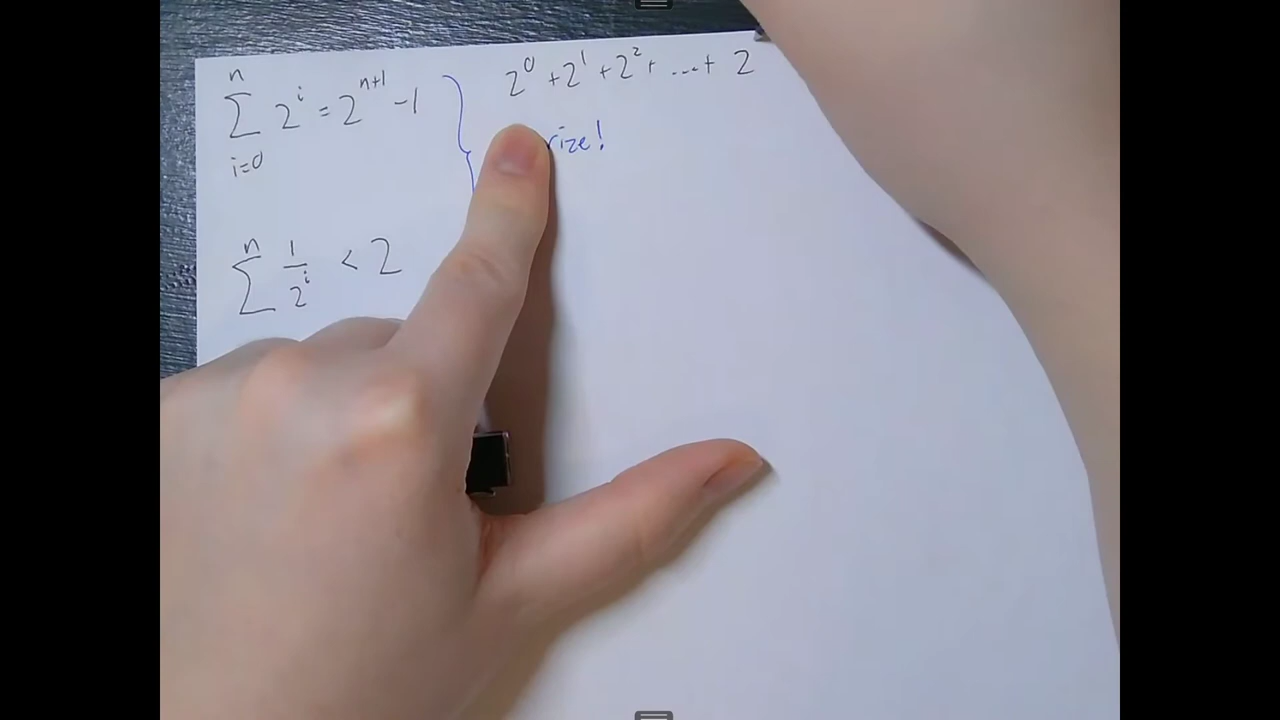 n
∑ 2^i = 2^{n+1} - 1
i=0
2^0 + 2^1 + 2^2 + ... + 2
rize!
n
∑ 1/2^i < 2